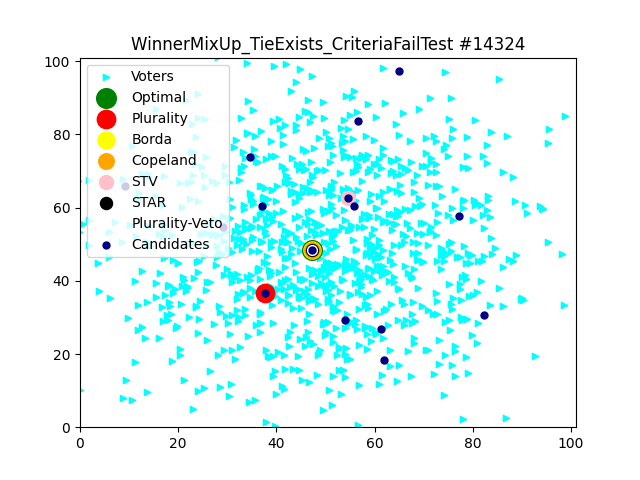 WinnerMixUp_TieExists_CriteriaFailTest #14324
100
80
60
40
20
0
Voters
Optimal
Plurality
Borda
Copeland
STV
STAR
Plurality-Veto
Candidates
0 20 40 60 80 100